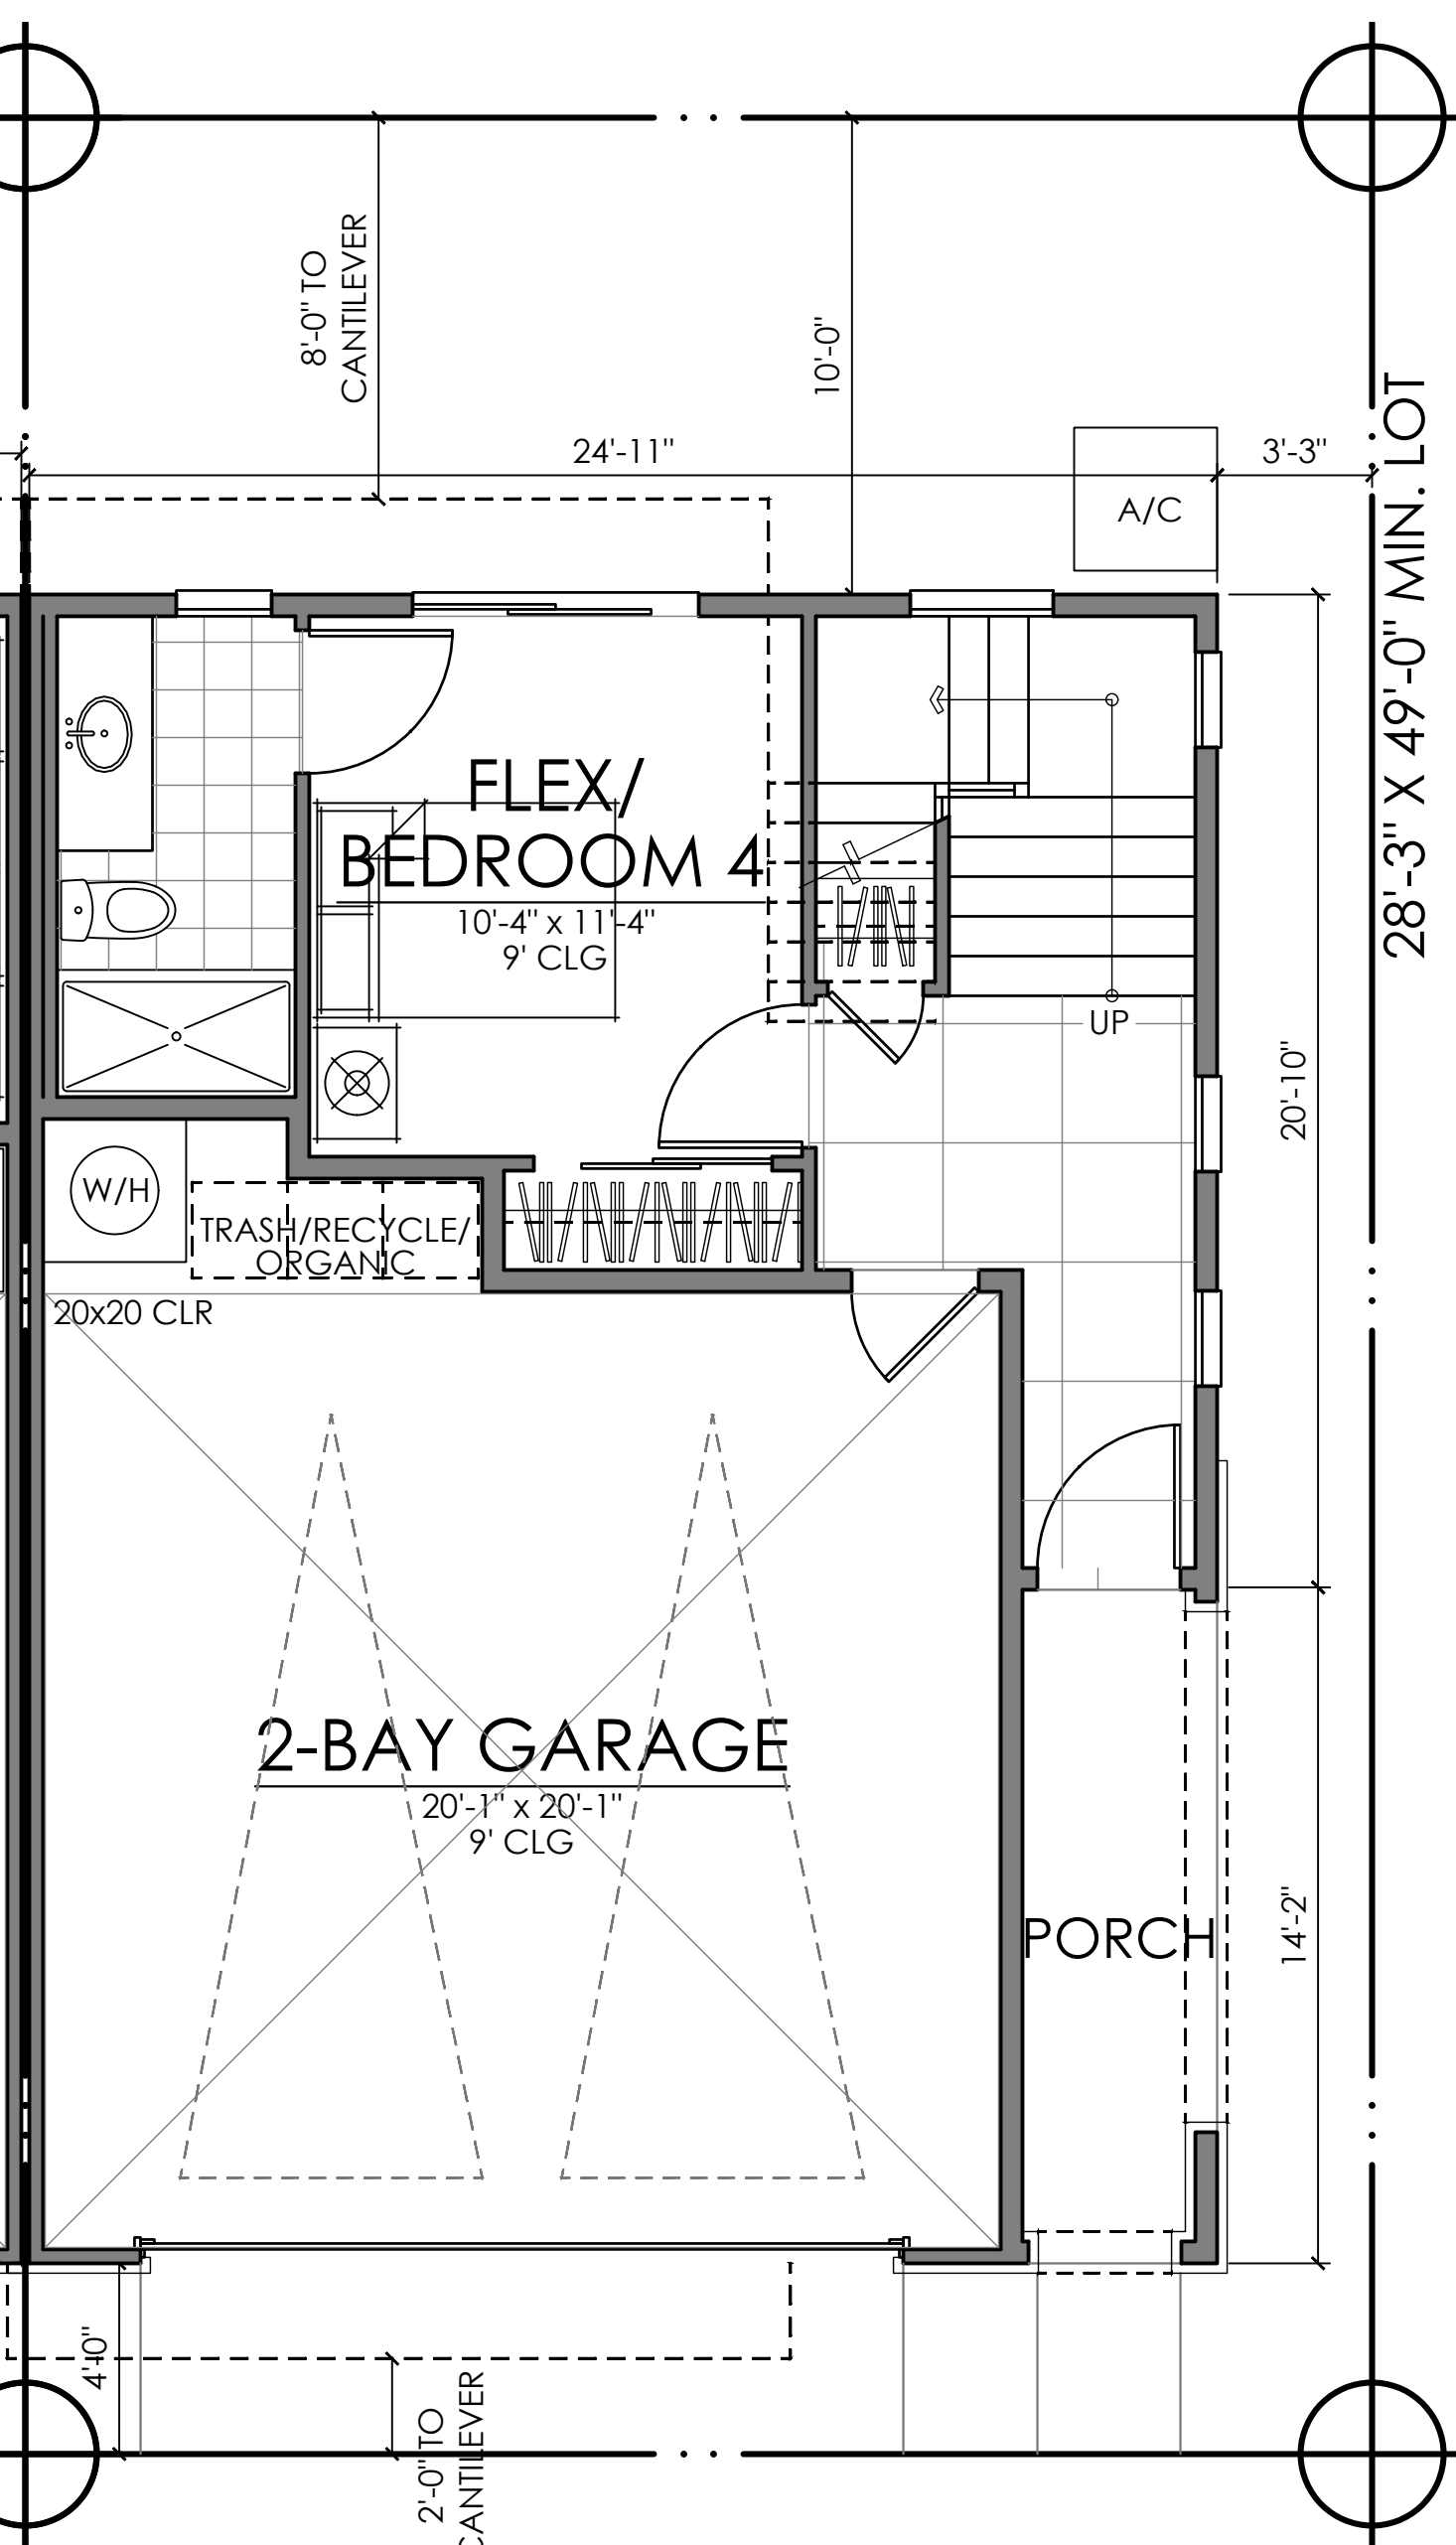 8'-0" TO
CANTILEVER
10'-0"
24'-11"
3'-3"
A/C
28'-3" X 49'-0" MIN. LOT
FLEX/
BEDROOM 4
10'-4" x 11'-4"
9' CLG
UP
20'-10"
W/H
TRASH/RECYCLE/
ORGANIC
20x20 CLR
2-BAY GARAGE
20'-1" x 20'-1"
9' CLG
PORCH
14'-2"
4'-0"
2'-0" TO
CANTILEVER